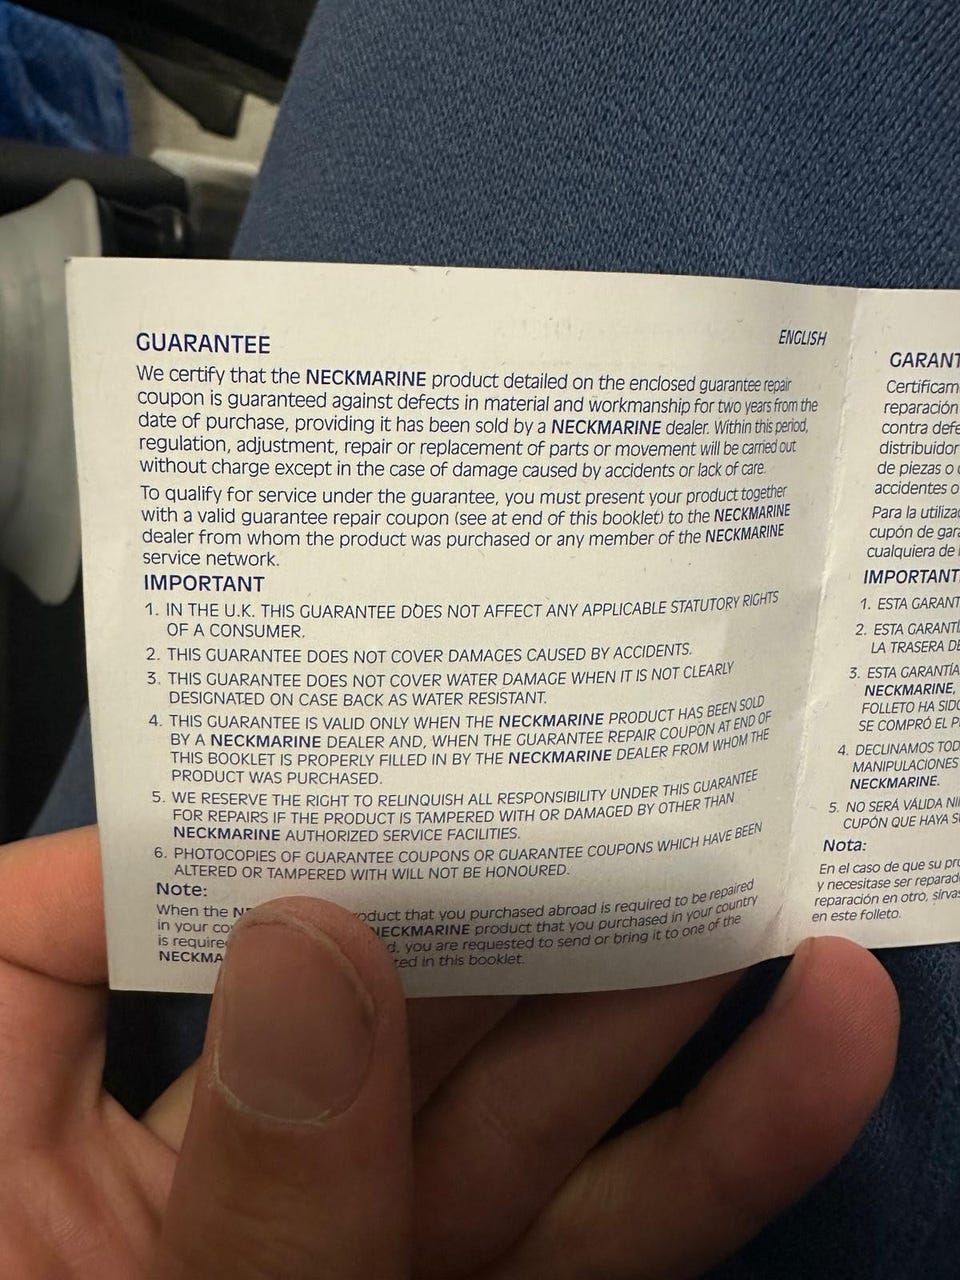 GUARANTEE
ENGLISH
We certify that the NECKMARINE product detailed on the enclosed guarantee repair
coupon is guaranteed against defects in material and workmanship for two years from the
date of purchase, providing it has been sold by a NECKMARINE dealer. Within this period,
regulation, adjustment, repair or replacement of parts or movement will be carried out
without charge except in the case of damage caused by accidents or lack of care.
To qualify for service under the guarantee, you must present your product together
with a valid guarantee repair coupon (see at end of this booklet) to the NECKMARINE
dealer from whom the product was purchased or any member of the NECKMARINE
service network.
IMPORTANT
1. IN THE U.K. THIS GUARANTEE DOES NOT AFFECT ANY APPLICABLE STATUTORY RIGHTS
OF A CONSUMER.
2. THIS GUARANTEE DOES NOT COVER DAMAGES CAUSED BY ACCIDENTS.
3. THIS GUARANTEE DOES NOT COVER WATER DAMAGE WHEN IT IS NOT CLEARLY
DESIGNATED ON CASE BACK AS WATER RESISTANT.
4. THIS GUARANTEE IS VALID ONLY WHEN THE NECKMARINE PRODUCT HAS BEEN SOLD
BY A NECKMARINE DEALER AND, WHEN THE GUARANTEE REPAIR COUPON AT END OF
THIS BOOKLET IS PROPERLY FILLED IN BY THE NECKMARINE DEALER FROM WHOM THE
PRODUCT WAS PURCHASED.
5. WE RESERVE THE RIGHT TO RELINQUISH ALL RESPONSIBILITY UNDER THIS GUARANTEE
FOR REPAIRS IF THE PRODUCT IS TAMPERED WITH OR DAMAGED BY OTHER THAN
NECKMARINE AUTHORIZED SERVICE FACILITIES.
6. PHOTOCOPIES OF GUARANTEE COUPONS OR GUARANTEE COUPONS WHICH HAVE BEEN
ALTERED OR TAMPERED WITH WILL NOT BE HONOURED.
Note:
When the product that you purchased abroad is required to be repaired
in your NECKMARINE product that you purchased in your country
is you are requested to send or bring it to one of the
in this booklet.
GARANT
Certificam
reparación
contra defe
distribuidor
de piezas o
accidentes o
Para la utiliza
cupón de gara
cualquiera de
IMPORTANT
1. ESTA GARANT
2. ESTA GARANTÍ
LA TRASERA DE
3. ESTA GARANTÍA
NECKMARINE,
FOLLETO HA SID
SE COMPRÓ EL P
4. DECLINAMOS TOD
MANIPULACIONES
NECKMARINE.
5. NO SERÁ VÁLIDA NI
CUPÓN QUE HAYA S
Nota:
En el caso de que su pro
y necesitase ser reparad
reparación en otro, sírvas
en este folleto.